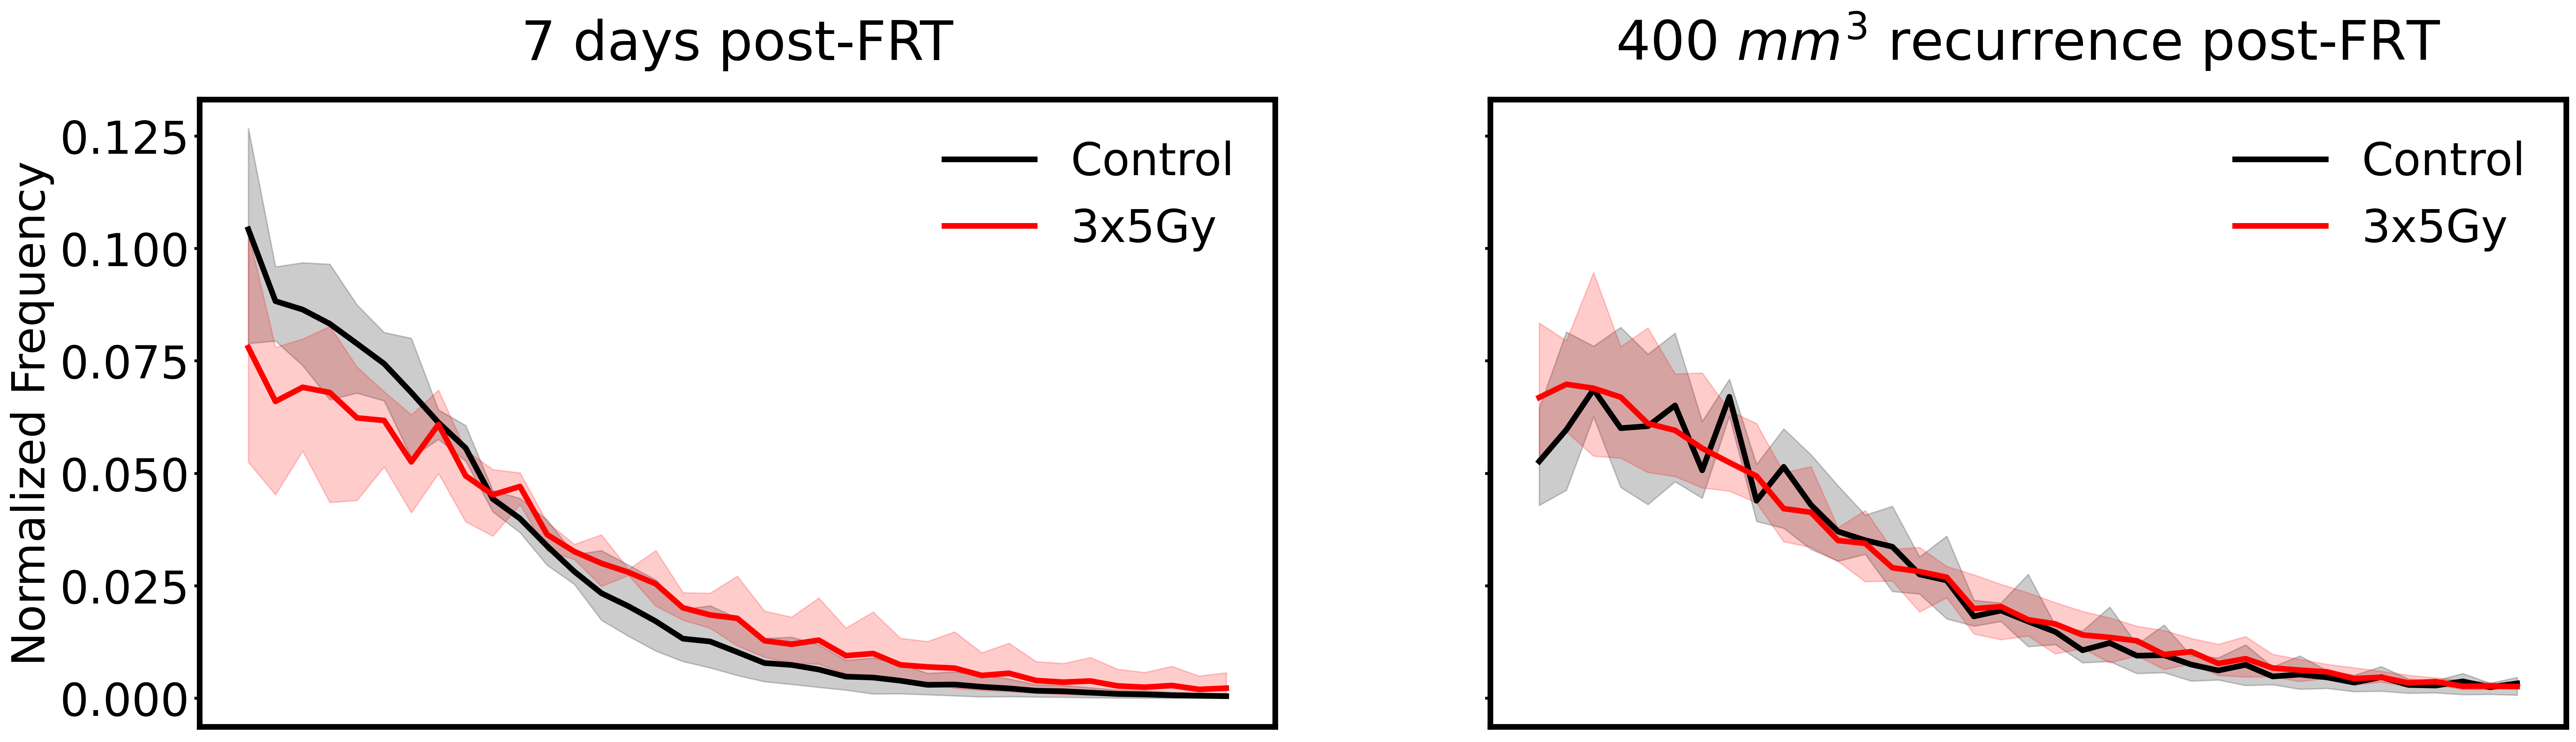 7 days post-FRT
400 mm³ recurrence post-FRT
Normalized Frequency
0.125
0.100
0.075
0.050
0.025
0.000
Control
3x5Gy
Control
3x5Gy